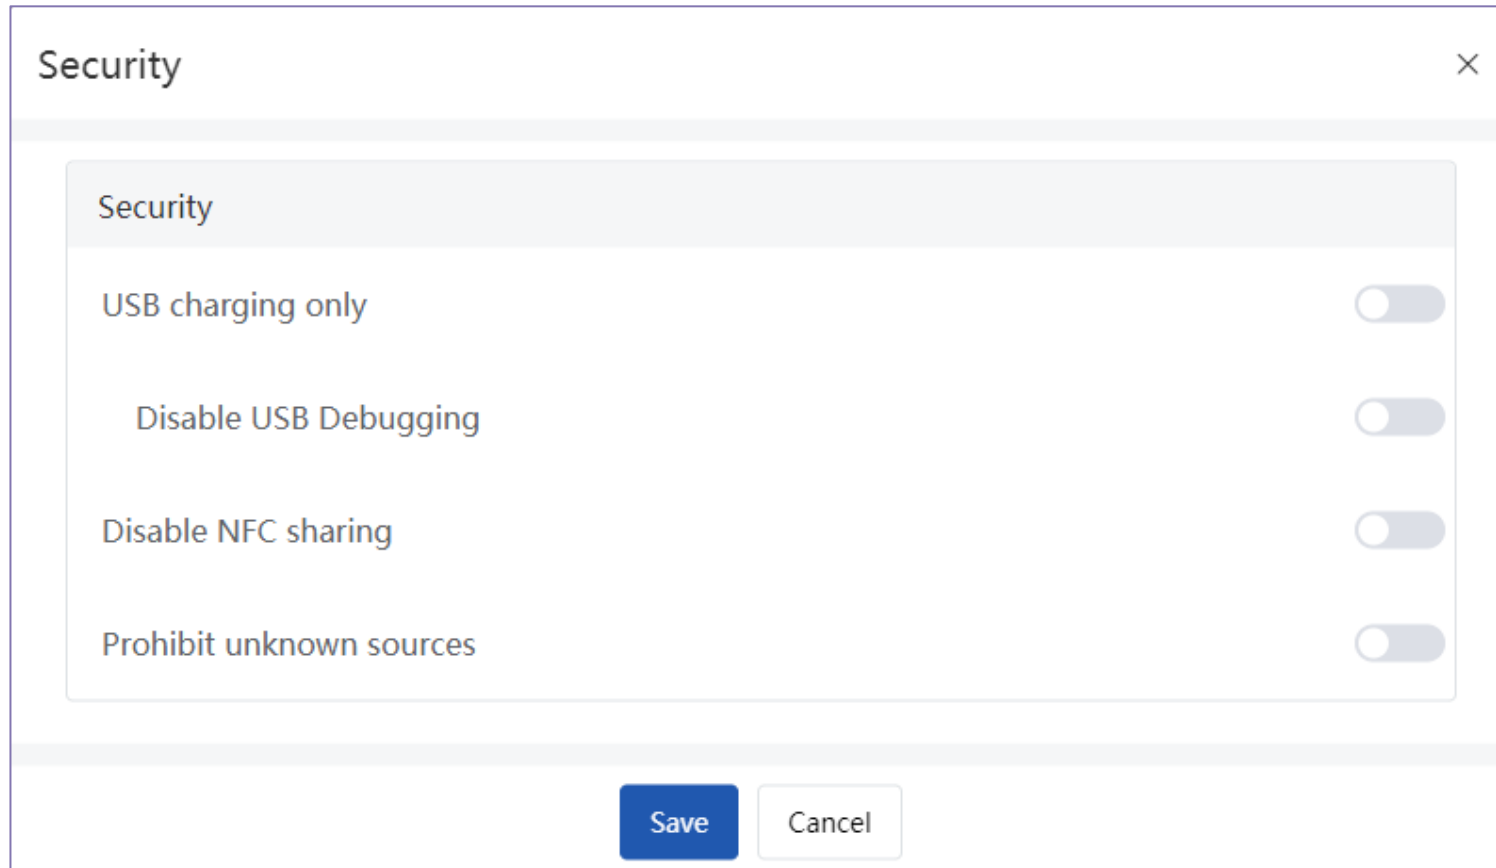 Security
Security
USB charging only
Disable USB Debugging
Disable NFC sharing
Prohibit unknown sources
Save Cancel